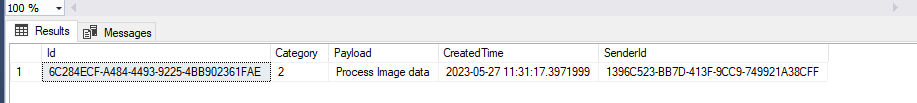 100 %
Results Messages
Id Category Payload CreatedTime SenderId
1 6C284ECF-A484-4493-9225-4BB902361FAE 2 Process Image data 2023-05-27 11:31:17.3971999 1396C523-BB7D-413F-9CC9-749921A38CFF